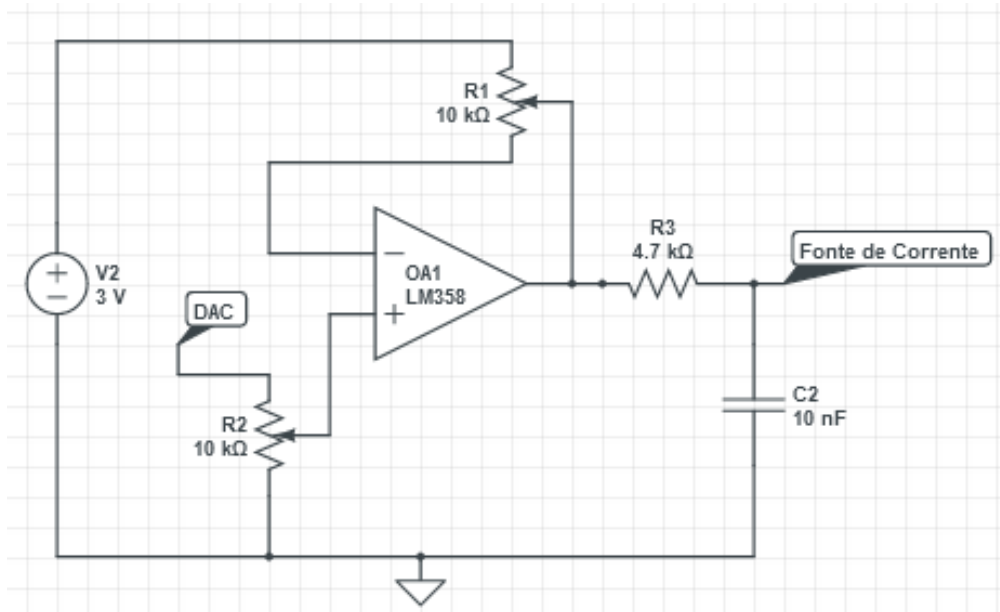 R1
10 kΩ
R3
4.7 kΩ
Fonte de Corrente
V2
3 V
OA1
LM358
DAC
R2
10 kΩ
C2
10 nF